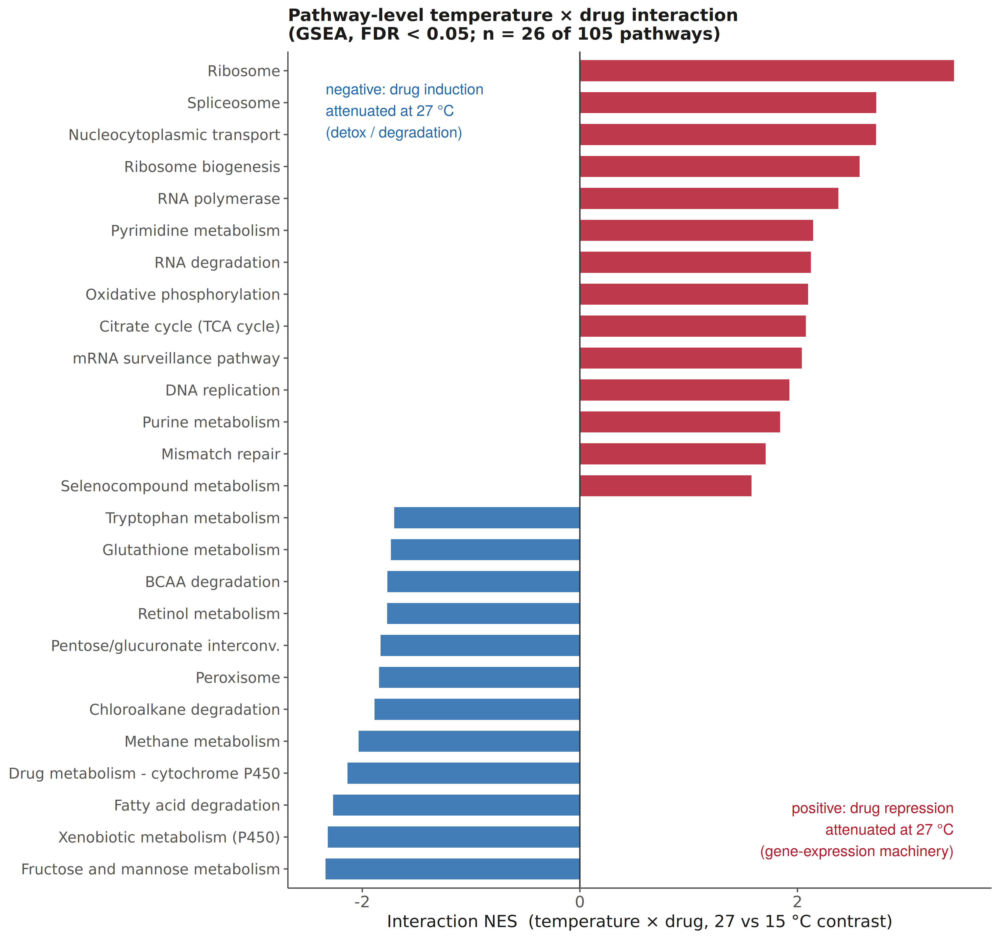 Pathway-level temperature × drug interaction
(GSEA, FDR < 0.05; n = 26 of 105 pathways)
Ribosome
negative: drug induction
attenuated at 27 °C
(detox / degradation)
Spliceosome
Nucleocytoplasmic transport
Ribosome biogenesis
RNA polymerase
Pyrimidine metabolism
RNA degradation
Oxidative phosphorylation
Citrate cycle (TCA cycle)
mRNA surveillance pathway
DNA replication
Purine metabolism
Mismatch repair
Selenocompound metabolism
Tryptophan metabolism
Glutathione metabolism
BCAA degradation
Retinol metabolism
Pentose/glucuronate interconv.
Peroxisome
Chloroalkane degradation
Methane metabolism
Drug metabolism - cytochrome P450
Fatty acid degradation
Xenobiotic metabolism (P450)
Fructose and mannose metabolism
positive: drug repression
attenuated at 27 °C
(gene-expression machinery)
-2 0 2
Interaction NES (temperature × drug, 27 vs 15 °C contrast)